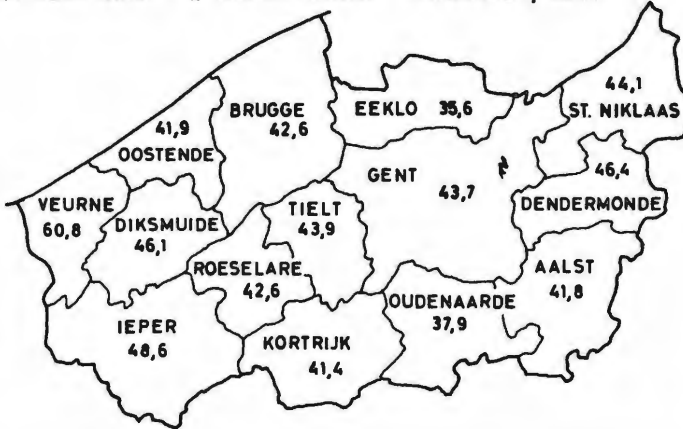 44,1
ST. NIKLAAS
EEKLO 35,6
BRUGGE
42,6
41,9
OOSTENDE
GENT
43,7
46,4
DENDERMONDE
VEURNE
60,8
DIKSMUIDE
46,1
TIELT
43,9
ROESELARE
42,6
AALST
41,8
OUDENAARDE
37,9
IEPER
48,6
KORTRIJK
41,4